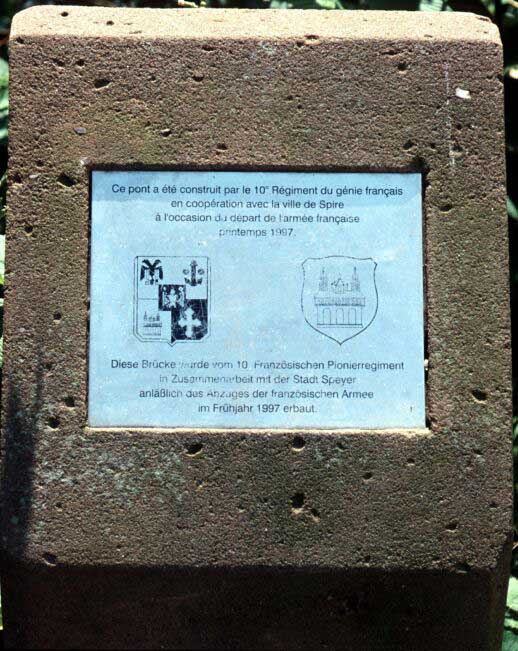 Ce pont a été construit par le 10° Régiment du génie français
en coopération avec la ville de Spire
à l'occasion du départ de l'armée française
printemps 1997.
Diese Brücke wurde vom 10. Französischen Pionierregiment
in Zusammenarbeit mit der Stadt Speyer
anläßlich des Abzuges der französischen Armee
im Frühjahr 1997 erbaut.